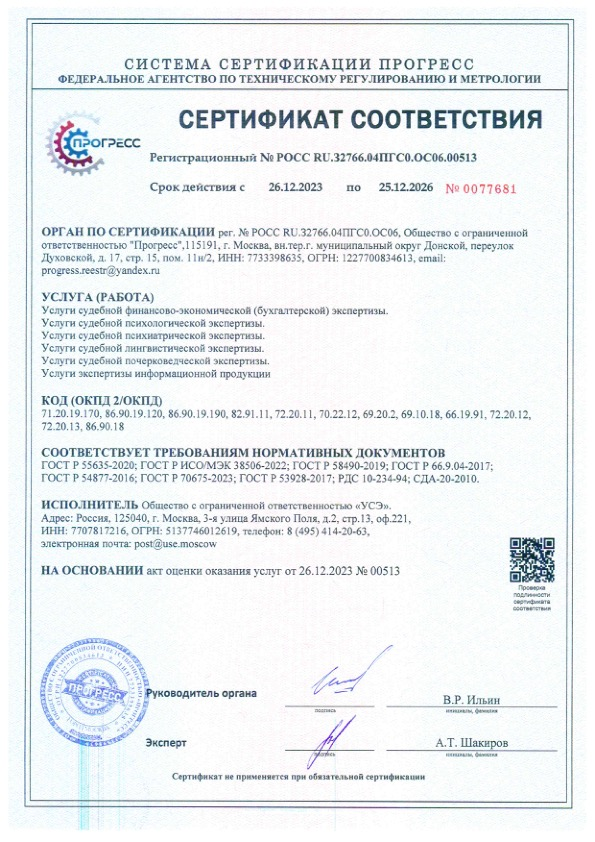 СИСТЕМА СЕРТИФИКАЦИИ ПРОГРЕСС
ФЕДЕРАЛЬНОЕ АГЕНТСТВО ПО ТЕХНИЧЕСКОМУ РЕГУЛИРОВАНИЮ И МЕТРОЛОГИИ
ПРОГРЕСС
СЕРТИФИКАТ СООТВЕТСТВИЯ
Регистрационный № РОСС RU.32766.04ПГС0.ОС06.00513
Срок действия с 26.12.2023 по 25.12.2026 № 0077681
ОРГАН ПО СЕРТИФИКАЦИИ рег. № РОСС RU.32766.04ПГС0.ОС06, Общество с ограниченной
ответственностью "Прогресс",115191, г. Москва, вн.тер.г. муниципальный округ Донской, переулок
Духовской, д. 17, стр. 15, пом. 11н/2, ИНН: 7733398635, ОГРН: 1227700834613, email:
progress.reestr@yandex.ru
УСЛУГА (РАБОТА)
Услуги судебной финансово-экономической (бухгалтерской) экспертизы.
Услуги судебной психологической экспертизы.
Услуги судебной психиатрической экспертизы.
Услуги судебной лингвистической экспертизы.
Услуги судебной почерковедческой экспертизы.
Услуги экспертизы информационной продукции
КОД (ОКПД 2/ОКПД)
71.20.19.170, 86.90.19.120, 86.90.19.190, 82.91.11, 72.20.11, 70.22.12, 69.20.2, 69.10.18, 66.19.91, 72.20.12,
72.20.13, 86.90.18
СООТВЕТСТВУЕТ ТРЕБОВАНИЯМ НОРМАТИВНЫХ ДОКУМЕНТОВ
ГОСТ Р 55635-2020; ГОСТ Р ИСО/МЭК 38506-2022; ГОСТ Р 58490-2019; ГОСТ Р 66.9.04-2017;
ГОСТ Р 54877-2016; ГОСТ Р 70675-2023; ГОСТ Р 53928-2017; РДС 10-234-94; СДА-20-2010.
ИСПОЛНИТЕЛЬ Общество с ограниченной ответственностью «УСЭ».
Адрес: Россия, 125040, г. Москва, 3-я улица Ямского Поля, д.2, стр.13, оф.221,
ИНН: 7707817216, ОГРН: 5137746012619, телефон: 8 (495) 414-20-63,
электронная почта: post@use.moscow
НА ОСНОВАНИИ акт оценки оказания услуг от 26.12.2023 № 00513
Проверка
подлинности
сертификата
соответствия
ПРОГРЕСС
Руководитель органа
подпись
В.Р. Ильин
инициалы, фамилия
Эксперт
подпись
А.Т. Шакиров
инициалы, фамилия
Сертификат не применяется при обязательной сертификации